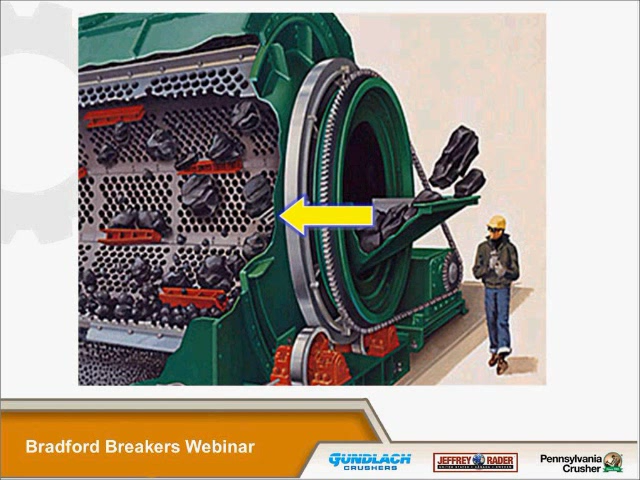 Bradford Breakers Webinar
GUNDLACH
CRUSHERS
JEFFREY RADER
Pennsylvania
Crusher